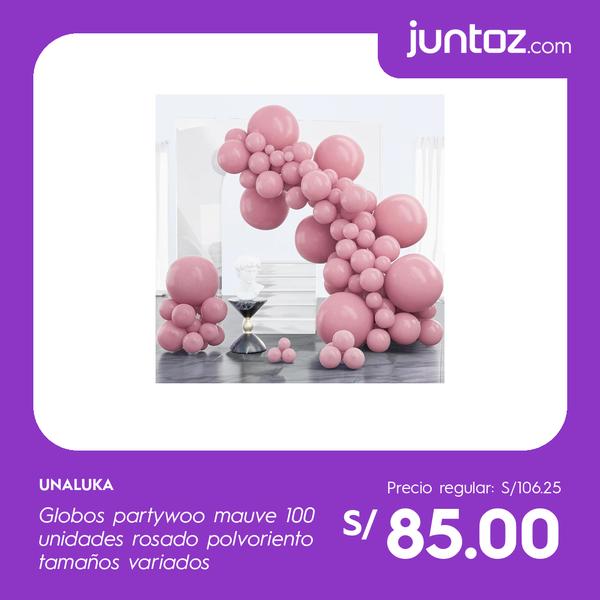 juntoz.com
UNALUKA
Globos partywoo mauve 100
unidades rosado polvoriento
tamaños variados
Precio regular: S/106.25
S/ 85.00